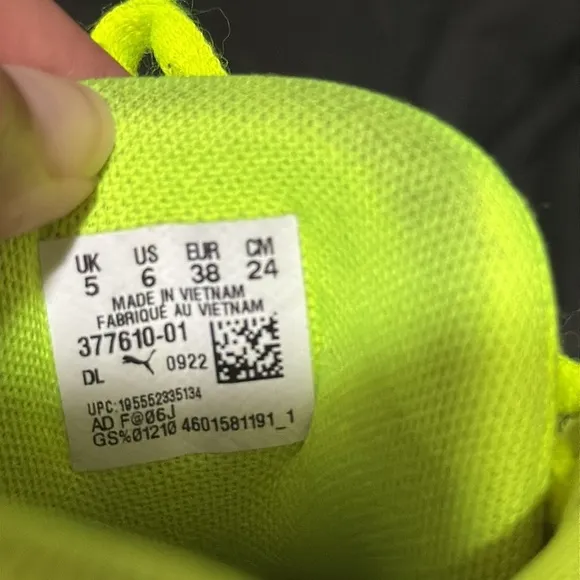 UK US EUR CM
5 6 38 24
MADE IN VIETNAM
FABRIQUÉ AU VIETNAM
377610-01
DL 0922
UPC:195552335134
AD F@06J
GS%01210 4601581191_1